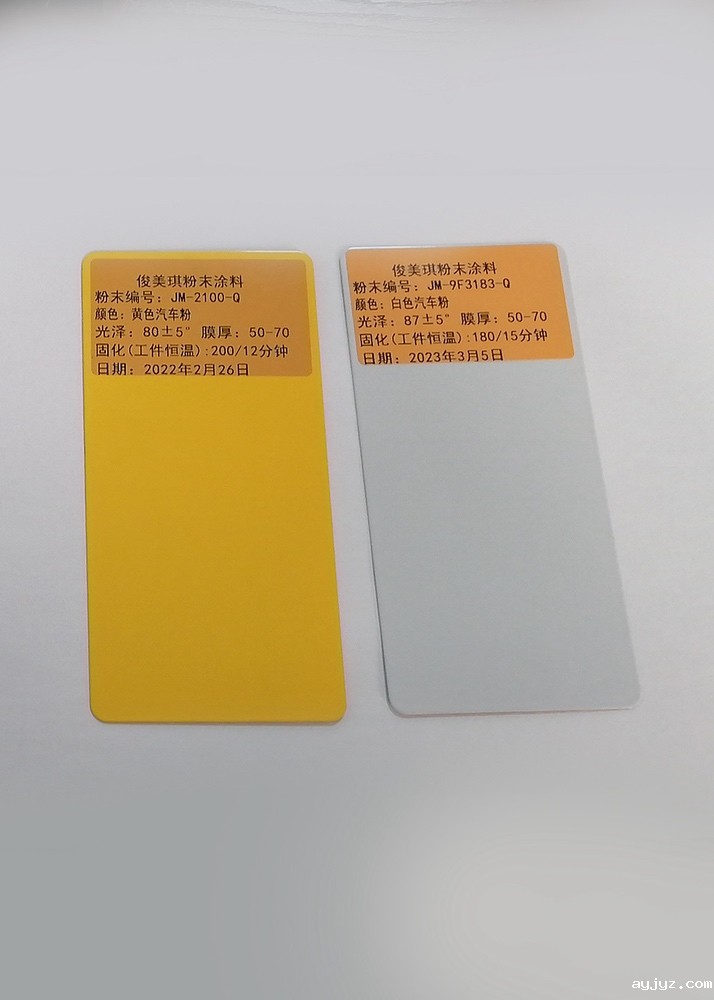 俊美琪粉末涂料
粉末编号：JM-2100-Q
颜色：黄色汽车粉
光泽：80±5″ 膜厚：50-70
固化(工件恒温):200/12分钟
日期：2022年2月26日
俊美琪粉末涂料
粉末编号：JM-9F3183-Q
颜色：白色汽车粉
光泽：87±5″ 膜厚：50-70
固化(工件恒温):180/15分钟
日期：2023年3月5日
ayjyz.com